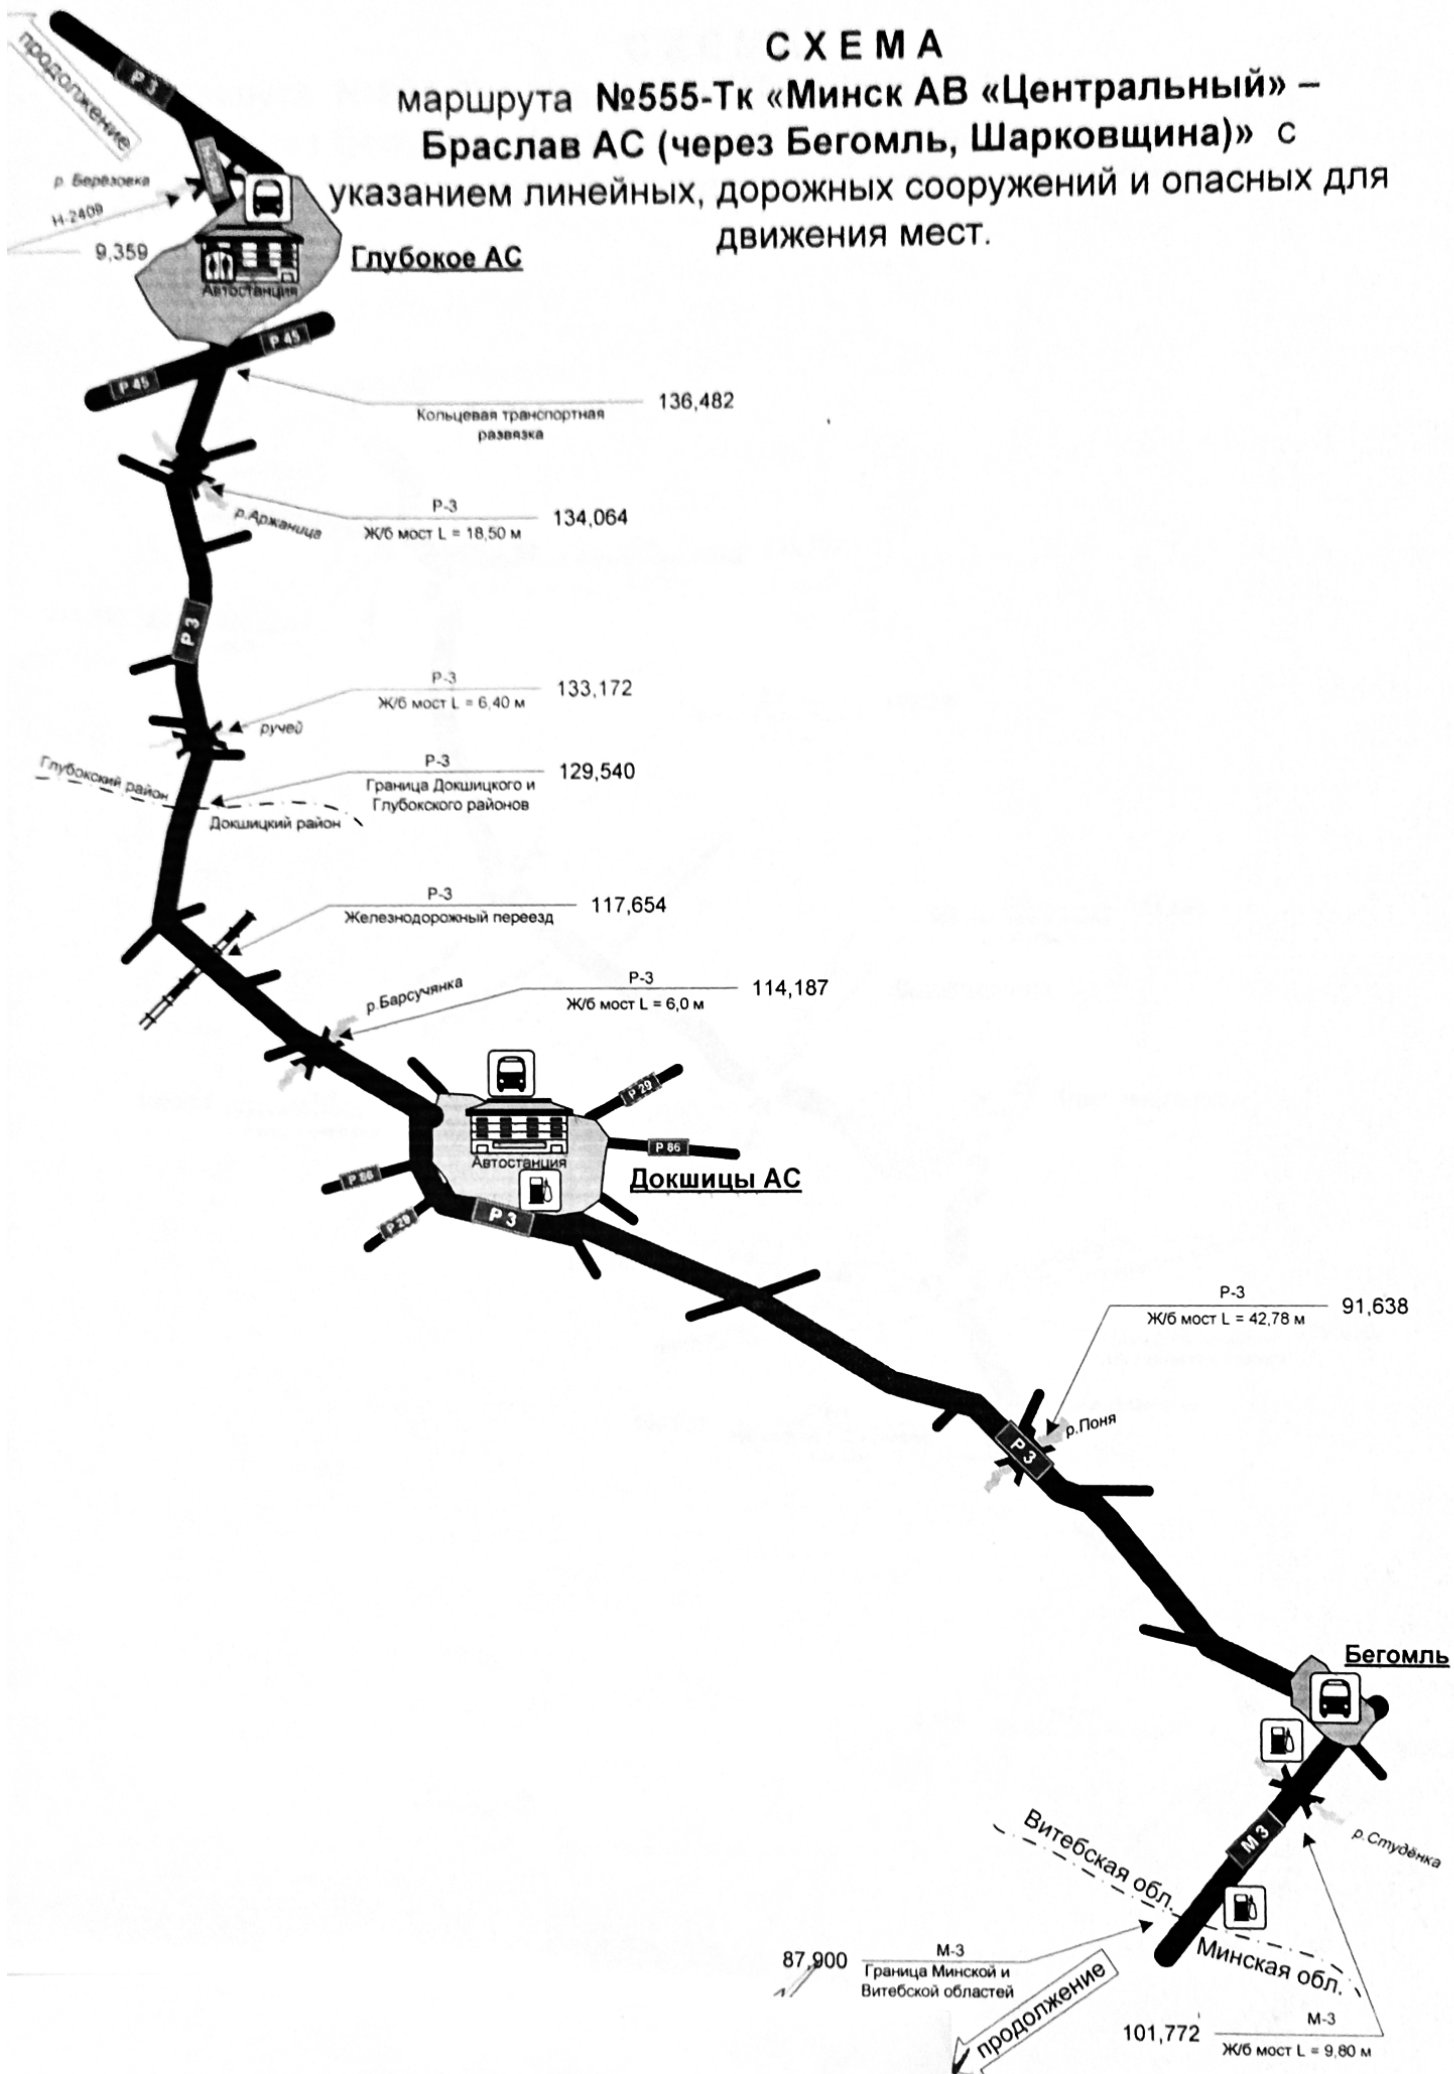 СХЕМА
маршрута №555-Тк «Минск АВ «Центральный» –
Браслав АС (через Бегомль, Шарковщина)» с
указанием линейных, дорожных сооружений и опасных для
движения мест.
продолжение
Р 3
р. Берёзовка
Н-2409
9,359
Глубокое АС
Автостанция
Р 45
Р 45
136,482
Кольцевая транспортная
развязка
Р-3
134,064
Ж/б мост L = 18,50 м
р.Аржаница
Р 3
Р-3
133,172
Ж/б мост L = 6,40 м
ручей
Р-3
129,540
Граница Докшицкого и
Глубокского районов
Глубокский район
Докшицкий район
Р-3
117,654
Железнодорожный переезд
Р-3
114,187
Ж/б мост L = 6,0 м
р.Барсучянка
Р 29
Р 86
Автостанция
Докшицы АС
Р 86
Р 29
Р 3
Р-3
91,638
Ж/б мост L = 42,78 м
р.Поня
Р 3
Бегомль
М 3
р.Студёнка
Витебская обл.
Минская обл.
87,900
М-3
Граница Минской и
Витебской областей
продолжение
101,772
М-3
Ж/б мост L = 9,80 м